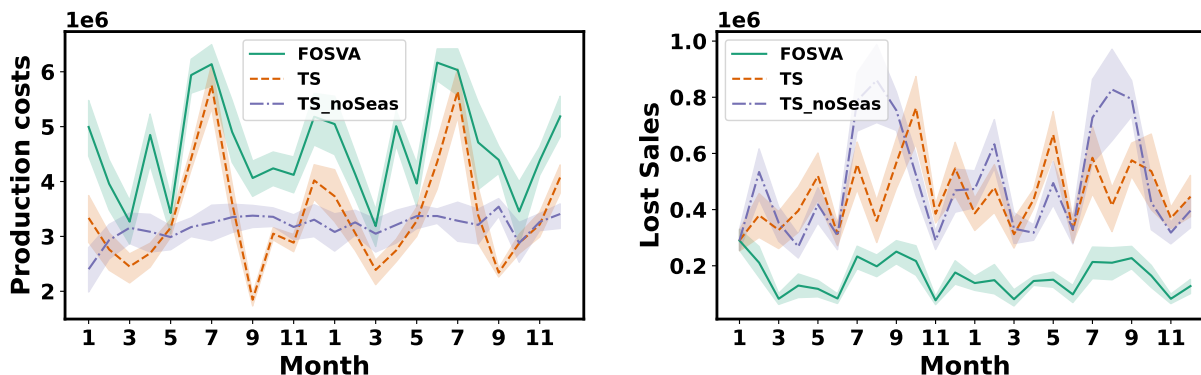 1e6
Production costs
6
5
4
3
2
FOSVA
TS
TS_noSeas
1 3 5 7 9 11 1 3 5 7 9 11
Month
1e6
Lost Sales
1.0
0.8
0.6
0.4
0.2
FOSVA
TS
TS_noSeas
1 3 5 7 9 11 1 3 5 7 9 11
Month